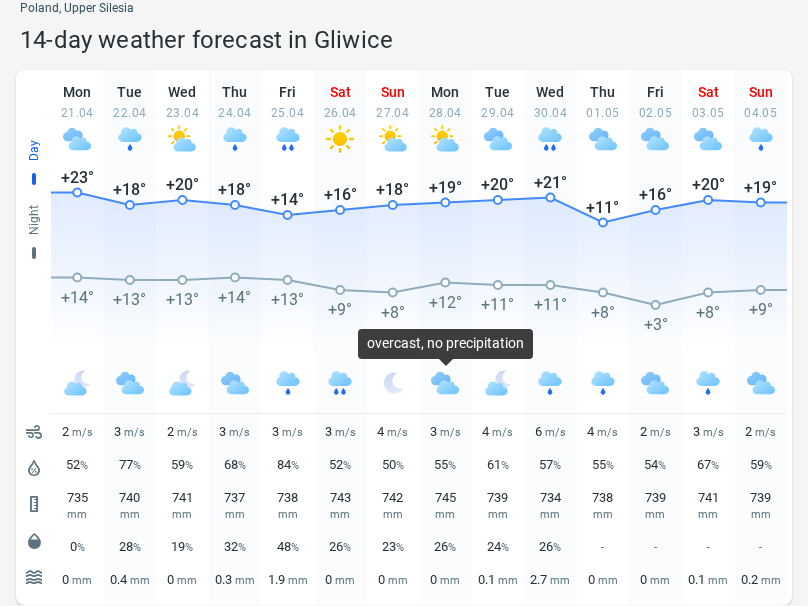 Poland, Upper Silesia
14-day weather forecast in Gliwice
Mon Tue Wed Thu Fri Sat Sun Mon Tue Wed Thu Fri Sat Sun
21.04 22.04 23.04 24.04 25.04 26.04 27.04 28.04 29.04 30.04 01.05 02.05 03.05 04.05
Day
+23° +18° +20° +18° +14° +16° +18° +19° +20° +21° +11° +16° +20° +19°
Night
+14° +13° +13° +14° +13° +9° +8° +12° +11° +11° +8° +3° +8° +9°
overcast, no precipitation
2 m/s 3 m/s 2 m/s 3 m/s 3 m/s 3 m/s 4 m/s 3 m/s 4 m/s 6 m/s 4 m/s 2 m/s 3 m/s 2 m/s
52% 77% 59% 68% 84% 52% 50% 55% 61% 57% 55% 54% 67% 59%
735 740 741 737 738 743 742 745 739 734 738 739 741 739
mm mm mm mm mm mm mm mm mm mm mm mm mm mm
0% 28% 19% 32% 48% 26% 23% 26% 24% 26% - - - -
0 mm 0.4 mm 0 mm 0.3 mm 1.9 mm 0 mm 0 mm 0 mm 0.1 mm 2.7 mm 0 mm 0 mm 0.1 mm 0.2 mm